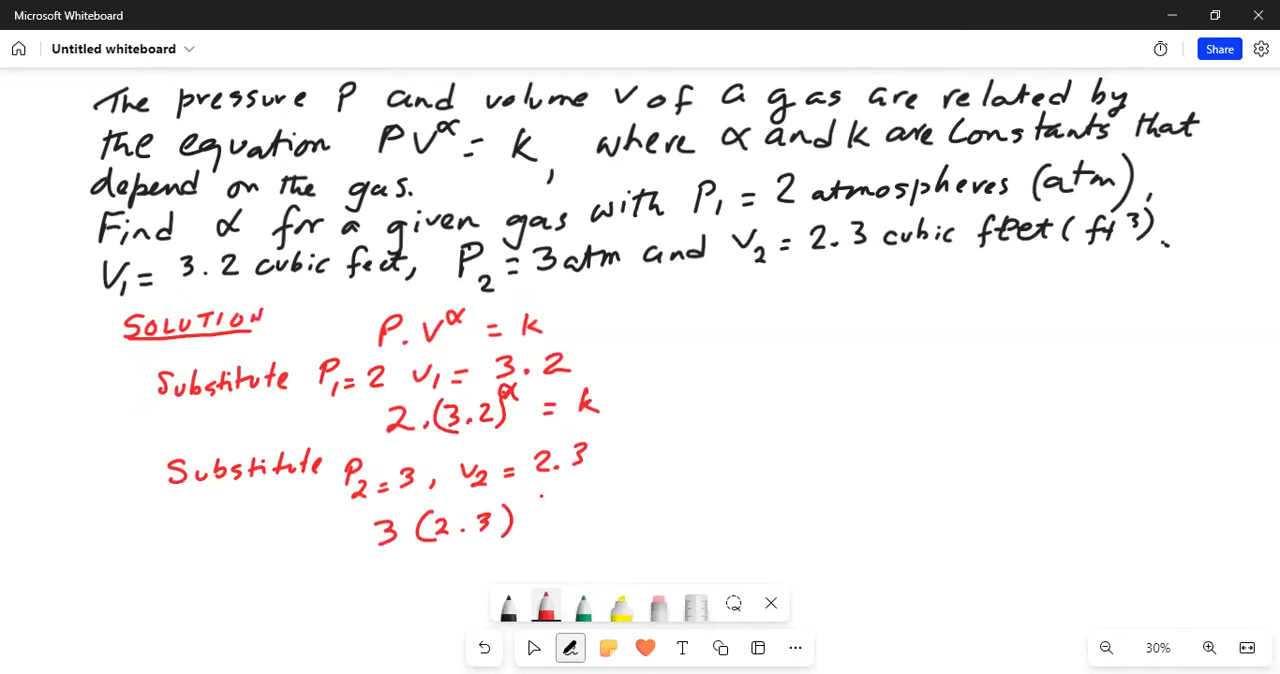 Microsoft Whiteboard
Untitled whiteboard
Share
The pressure P and volume V of a gas are related by
the equation PV^α = k, where α and k are constants that
depend on the gas.
Find α for a given gas with P₁ = 2 atmospheres (atm),
V₁ = 3.2 cubic feet, P₂ = 3 atm and V₂ = 2.3 cubic feet (ft³).
SOLUTION
P. V^α = k
Substitute P₁ = 2 V₁ = 3.2
2.(3.2)^α = k
Substitute P₂ = 3, V₂ = 2.3
3 (2.3)
30%